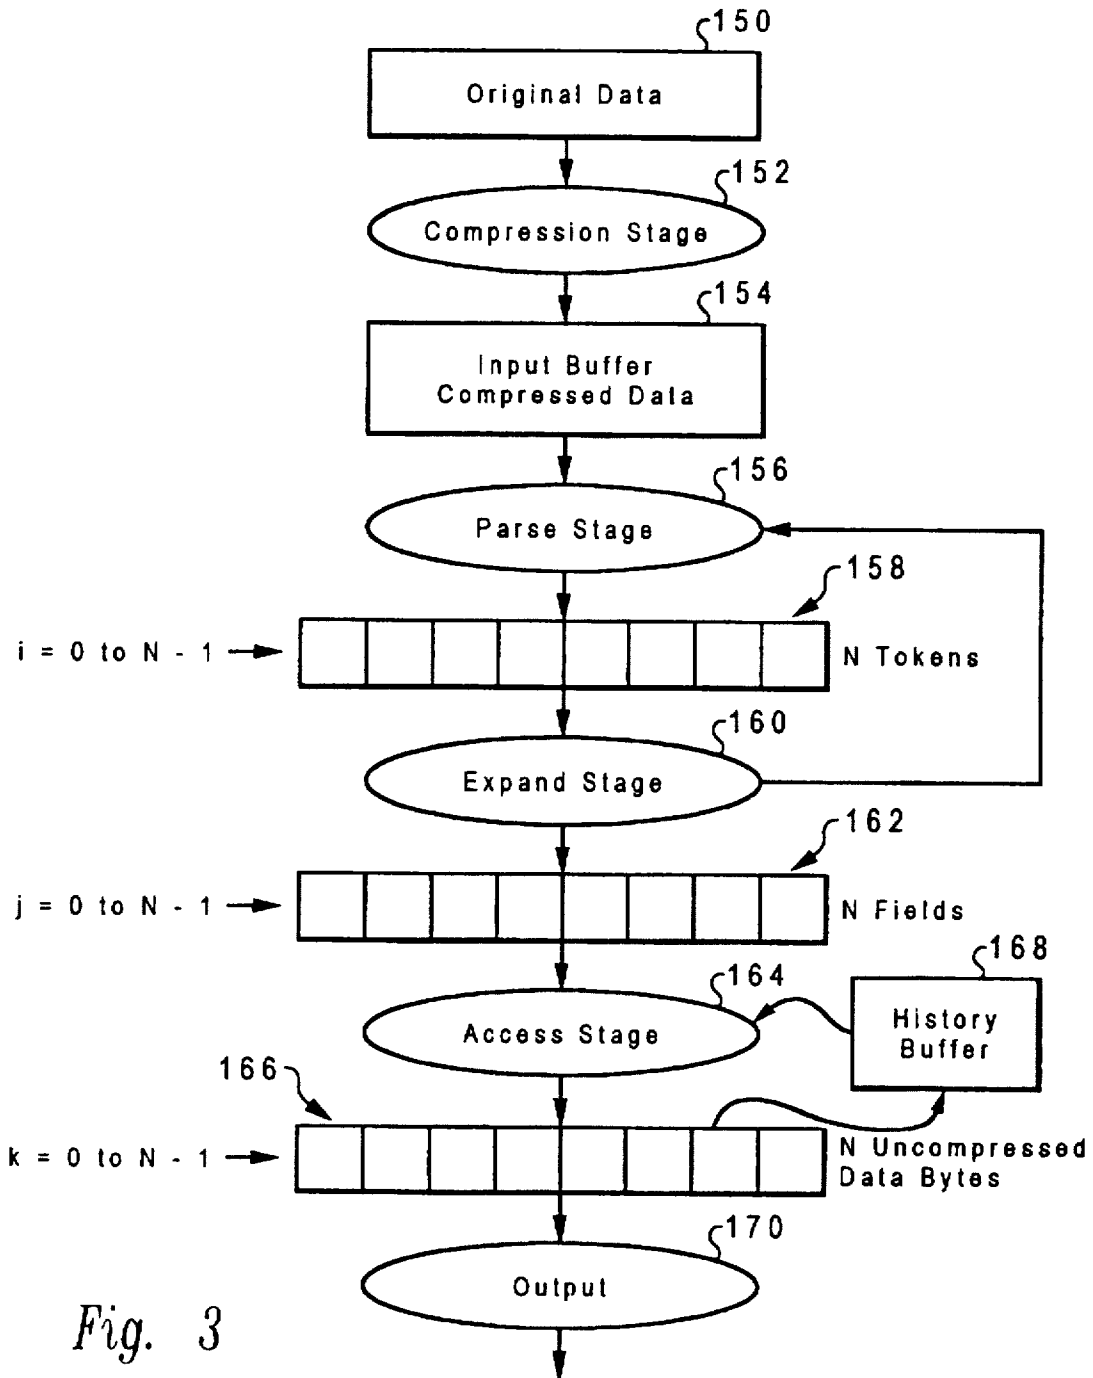 150
Original Data
152
Compression Stage
154
Input Buffer
Compressed Data
156
Parse Stage
158
i = 0 to N - 1
N Tokens
160
Expand Stage
162
j = 0 to N - 1
N Fields
168
164
History
Buffer
Access Stage
166
k = 0 to N - 1
N Uncompressed
Data Bytes
170
Output
Fig. 3